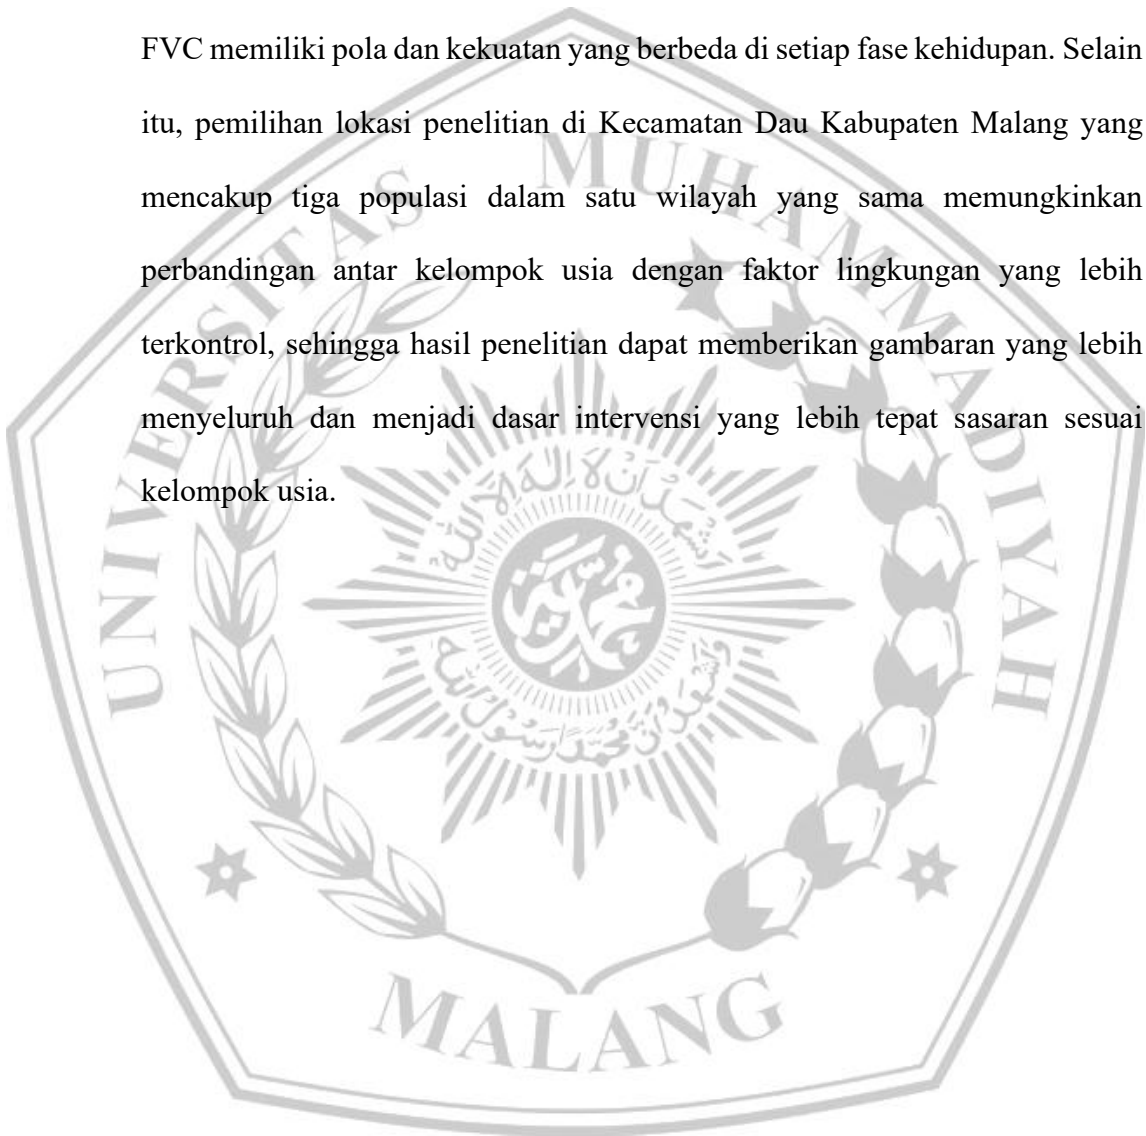 FVC memiliki pola dan kekuatan yang berbeda di setiap fase kehidupan. Selain
itu, pemilihan lokasi penelitian di Kecamatan Dau Kabupaten Malang yang
mencakup tiga populasi dalam satu wilayah yang sama memungkinkan
perbandingan antar kelompok usia dengan faktor lingkungan yang lebih
terkontrol, sehingga hasil penelitian dapat memberikan gambaran yang lebih
menyeluruh dan menjadi dasar intervensi yang lebih tepat sasaran sesuai
kelompok usia.
UNIVERSITAS MUHAMMADIYAH
MALANG